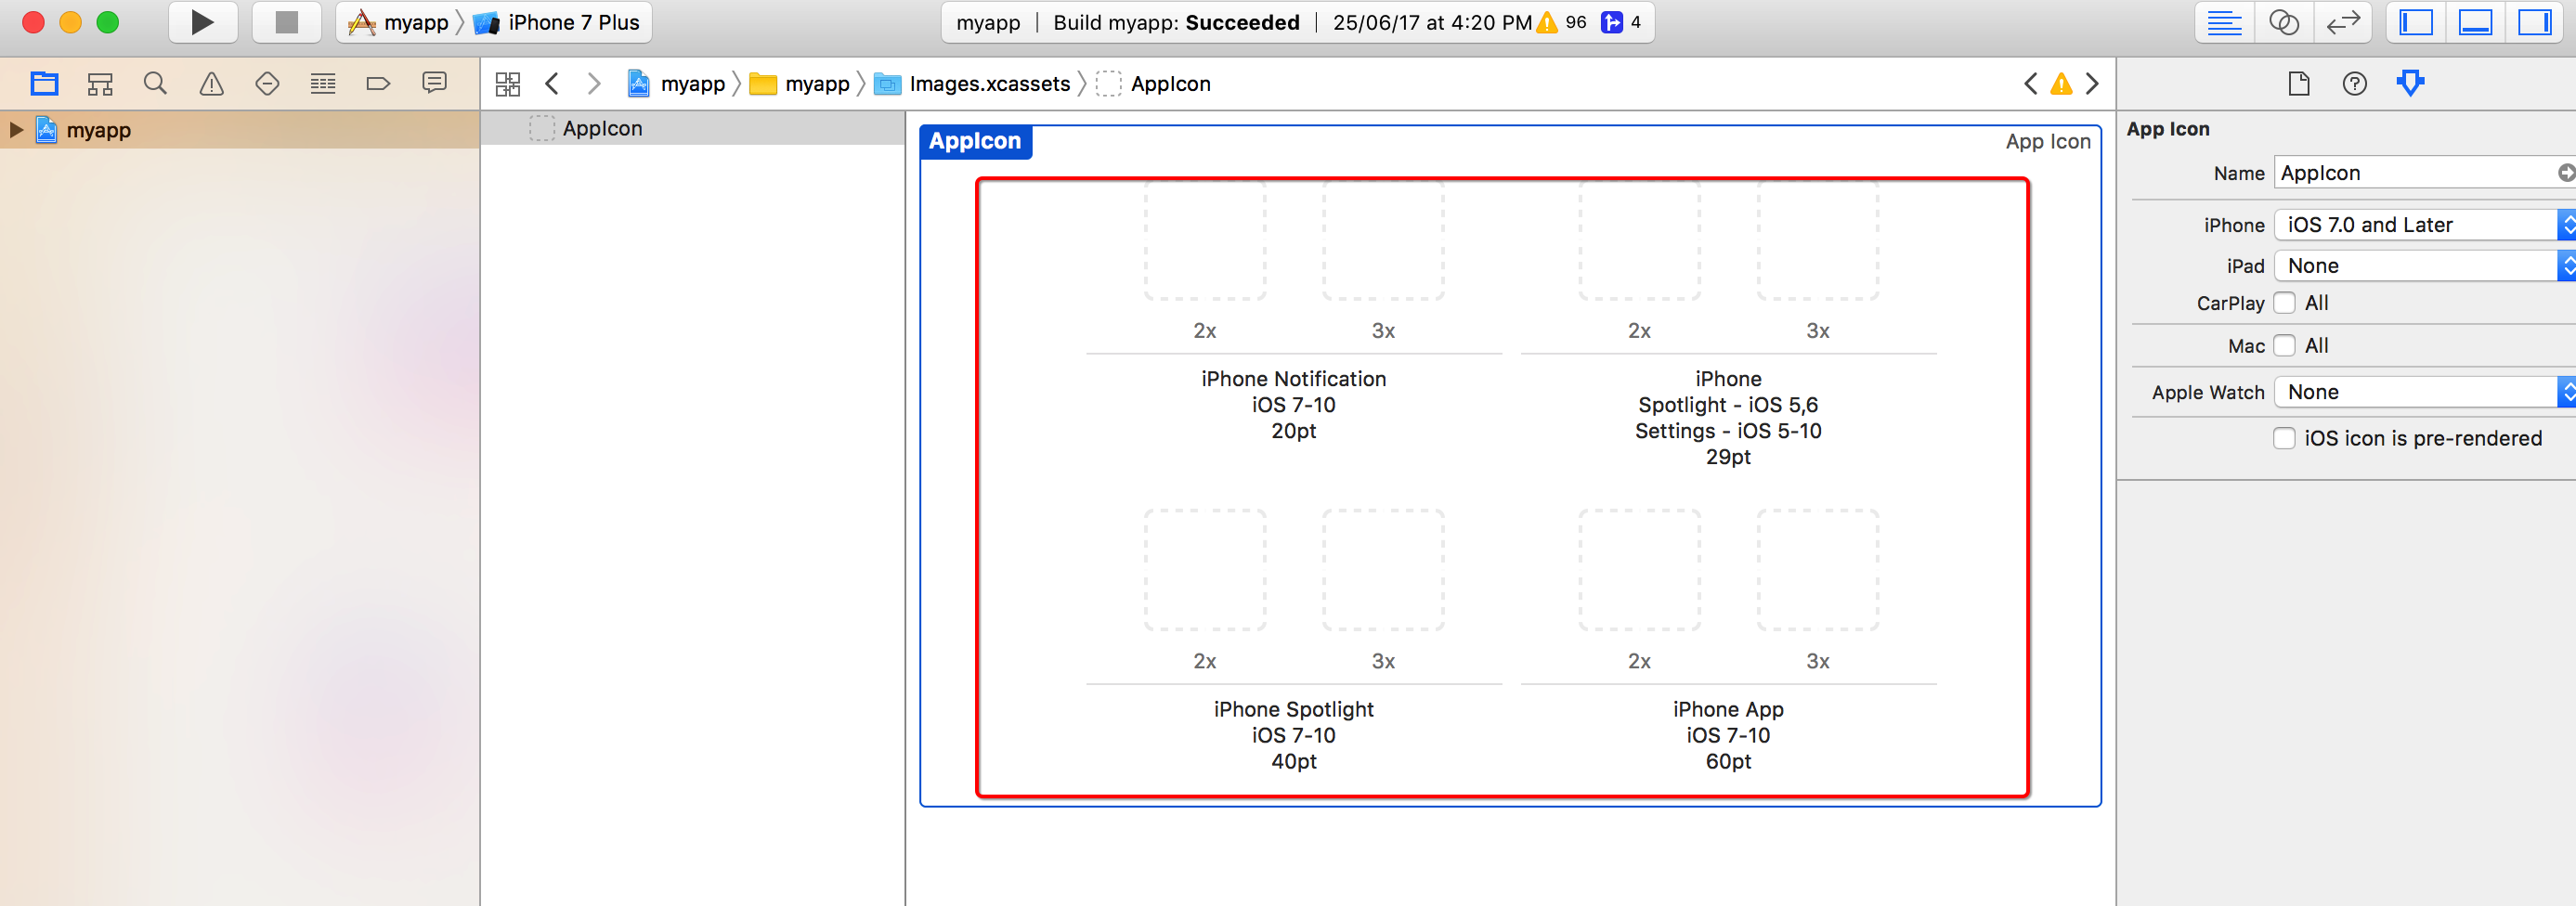 myapp iPhone 7 Plus
myapp Build myapp: Succeeded 25/06/17 at 4:20 PM 96 4
myapp myapp Images.xcassets AppIcon
myapp
AppIcon
AppIcon
App Icon
2x 3x 2x 3x
iPhone Notification
iOS 7-10
20pt
iPhone
Spotlight - iOS 5,6
Settings - iOS 5-10
29pt
2x 3x 2x 3x
iPhone Spotlight
iOS 7-10
40pt
iPhone App
iOS 7-10
60pt
App Icon
Name AppIcon
iPhone iOS 7.0 and Later
iPad None
CarPlay All
Mac All
Apple Watch None
iOS icon is pre-rendered